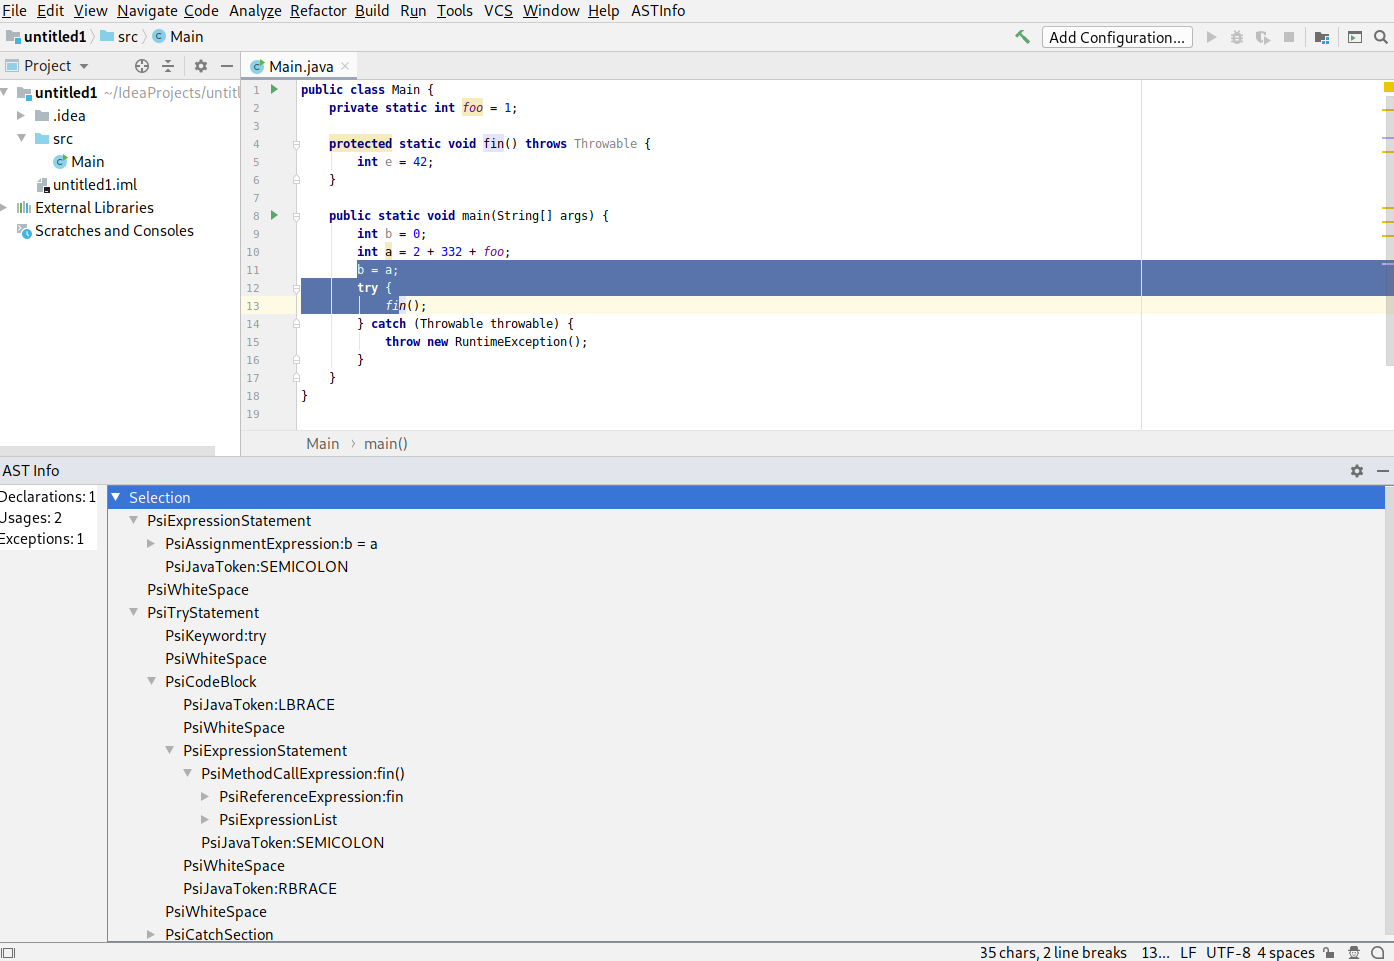 File Edit View Navigate Code Analyze Refactor Build Run Tools VCS Window Help ASTInfo
untitled1 src Main Add Configuration...
Project
Main.java
untitled1 ~/IdeaProjects/untitl
.idea
src
Main
untitled1.iml
External Libraries
Scratches and Consoles
1 public class Main {
2 private static int foo = 1;
3
4 protected static void fin() throws Throwable {
5 int e = 42;
6 }
7
8 public static void main(String[] args) {
9 int b = 0;
10 int a = 2 + 332 + foo;
11 b = a;
12 try {
13 fin();
14 } catch (Throwable throwable) {
15 throw new RuntimeException();
16 }
17 }
18 }
19
Main › main()
AST Info
Declarations: 1
Usages: 2
Exceptions: 1
Selection
PsiExpressionStatement
PsiAssignmentExpression:b = a
PsiJavaToken:SEMICOLON
PsiWhiteSpace
PsiTryStatement
PsiKeyword:try
PsiWhiteSpace
PsiCodeBlock
PsiJavaToken:LBRACE
PsiWhiteSpace
PsiExpressionStatement
PsiMethodCallExpression:fin()
PsiReferenceExpression:fin
PsiExpressionList
PsiJavaToken:SEMICOLON
PsiWhiteSpace
PsiJavaToken:RBRACE
PsiWhiteSpace
PsiCatchSection
35 chars, 2 line breaks 13... LF UTF-8 4 spaces